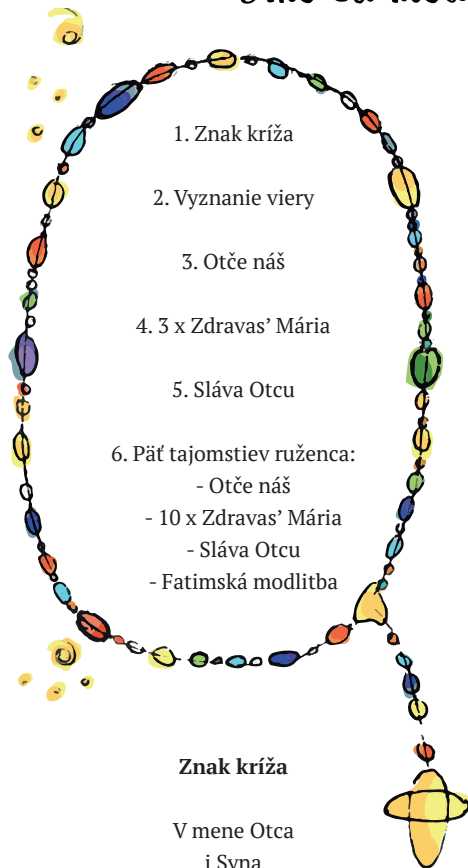 1. Znak kríža
2. Vyznanie viery
3. Otče náš
4. 3 x Zdravas’ Mária
5. Sláva Otcu
6. Päť tajomstiev ruženca:
- Otče náš
- 10 x Zdravas’ Mária
- Sláva Otcu
- Fatimská modlitba
Znak kríža
V mene Otca
i Syna